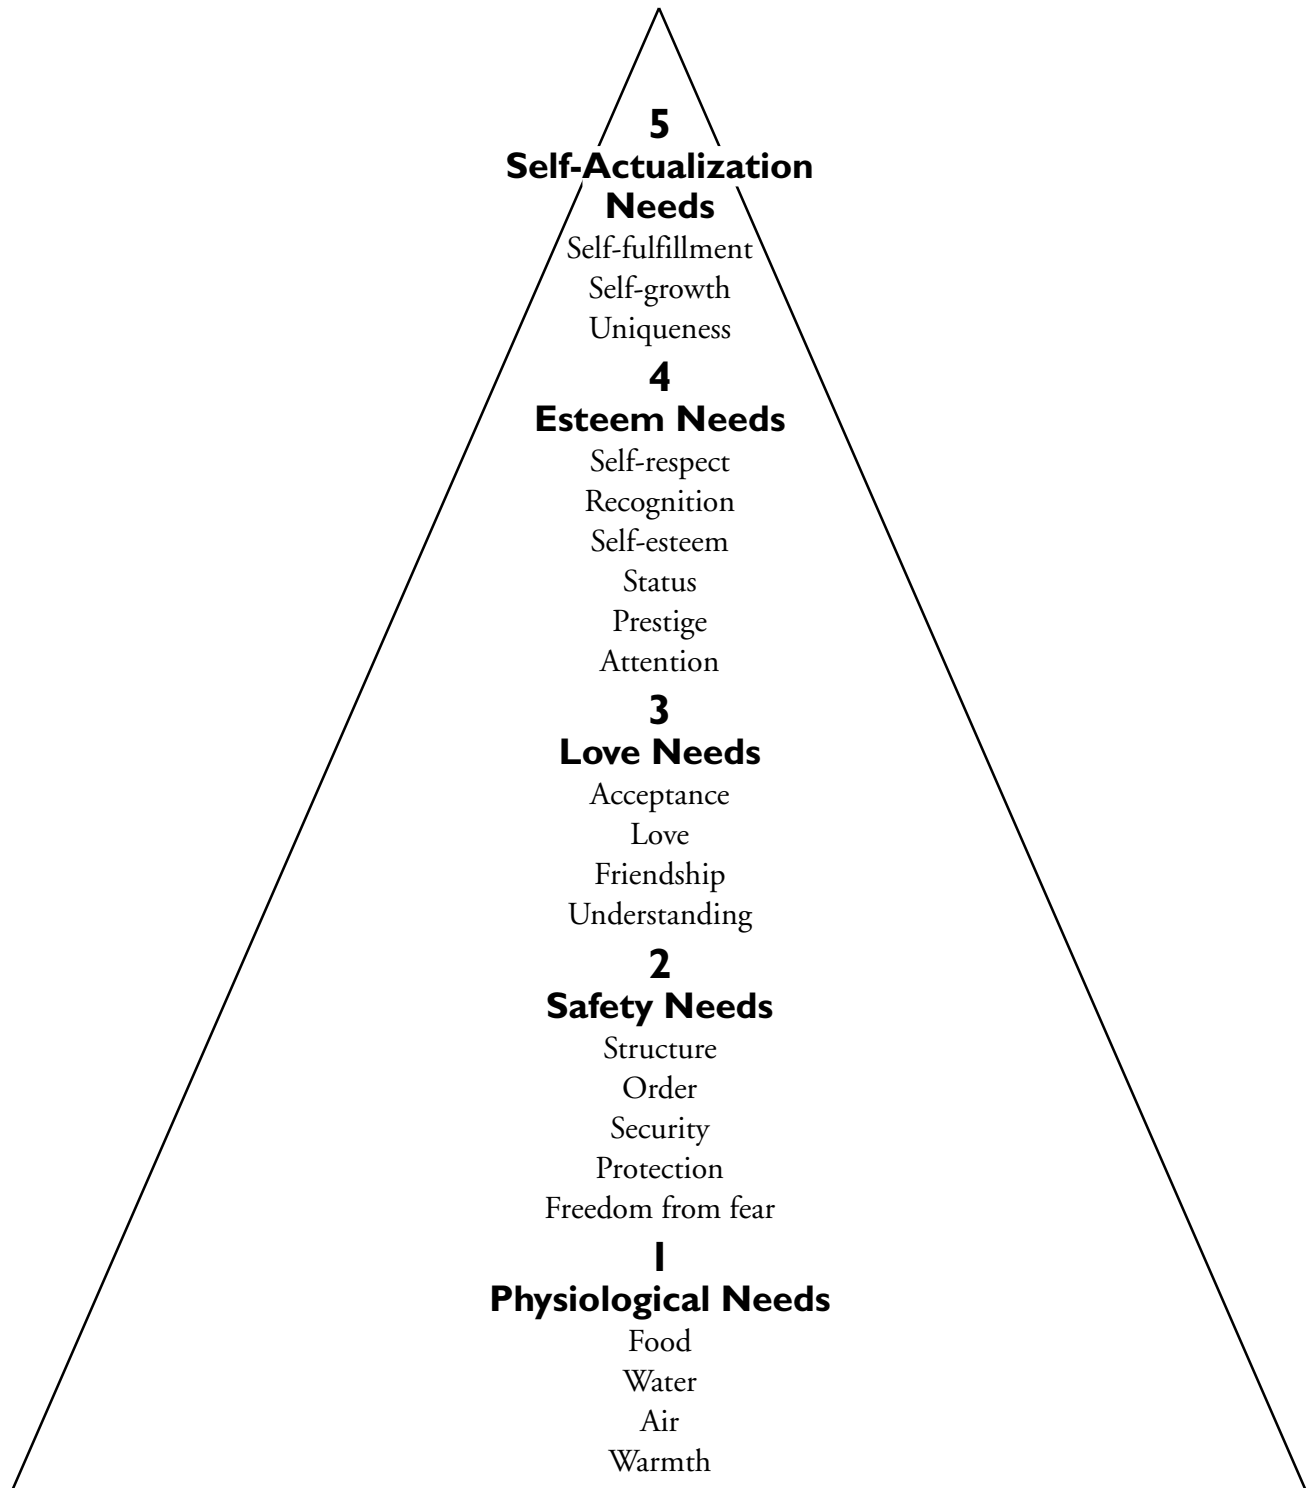 5
Self-Actualization
Needs
Self-fulfillment
Self-growth
Uniqueness
4
Esteem Needs
Self-respect
Recognition
Self-esteem
Status
Prestige
Attention
3
Love Needs
Acceptance
Love
Friendship
Understanding
2
Safety Needs
Structure
Order
Security
Protection
Freedom from fear
1
Physiological Needs
Food
Water
Air
Warmth